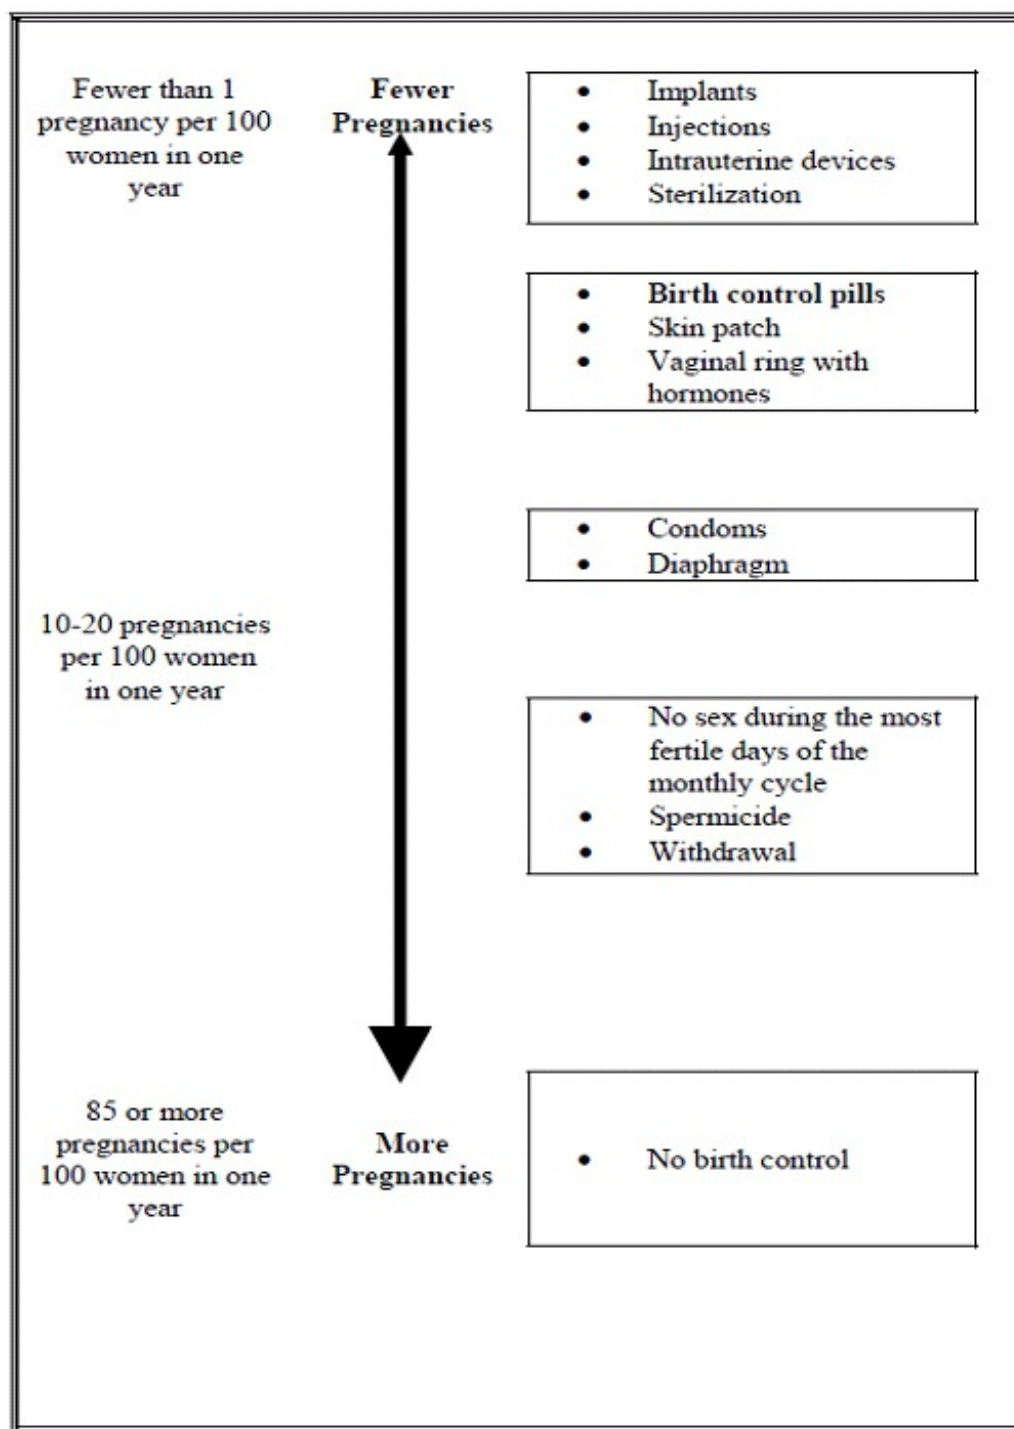 Fewer than 1
pregnancy per 100
women in one
year
Fewer
Pregnancies
• Implants
• Injections
• Intrauterine devices
• Sterilization
• Birth control pills
• Skin patch
• Vaginal ring with
hormones
• Condoms
• Diaphragm
10-20 pregnancies
per 100 women
in one year
• No sex during the most
fertile days of the
monthly cycle
• Spermicide
• Withdrawal
85 or more
pregnancies per
100 women in one
year
More
Pregnancies
• No birth control